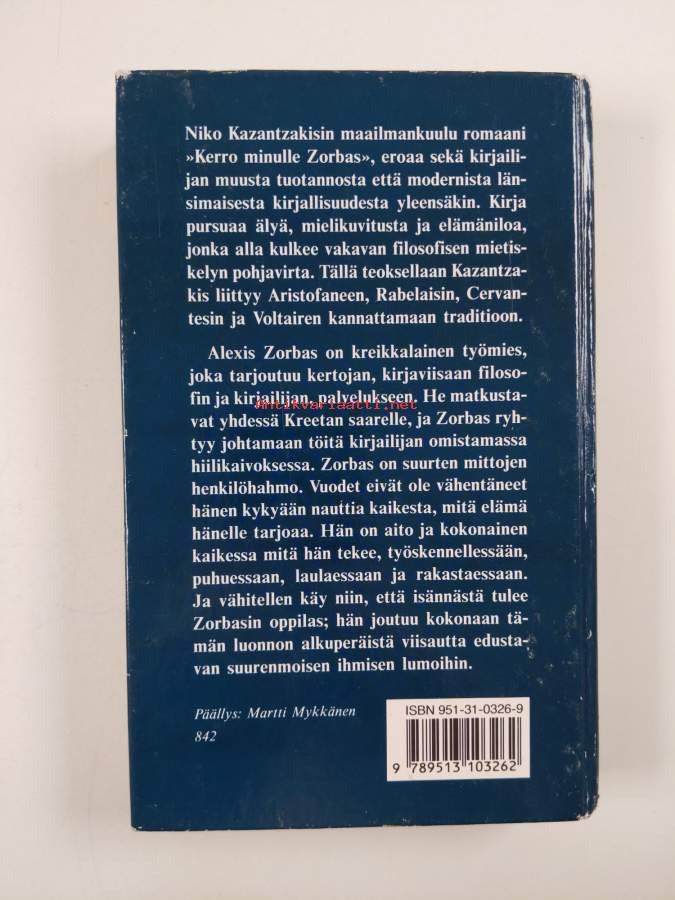 Niko Kazantzakisin maailmankuulu romaani
»Kerro minulle Zorbas», eroaa sekä kirjaili-
jan muusta tuotannosta että modernista län-
simaisesta kirjallisuudesta yleensäkin. Kirja
pursuaa älyä, mielikuvitusta ja elämäniloa,
jonka alla kulkee vakavan filosofisen mietis-
kelyn pohjavirta. Tällä teoksellaan Kazantza-
kis liittyy Aristofaneen, Rabelaisin, Cervan-
tesin ja Voltairen kannattamaan traditioon.
Alexis Zorbas on kreikkalainen työmies,
joka tarjoutuu kertojan, kirjaviisaan filoso-
fin ja kirjailijan, palvelukseen. He matkusta-
Antikvariaatti.net
vat yhdessä Kreetan saarelle, ja Zorbas ryh-
tyy johtamaan töitä kirjailijan omistamassa
hiilikaivoksessa. Zorbas on suurten mittojen
henkilöhahmo. Vuodet eivät ole vähentäneet
hänen kykyään nauttia kaikesta, mitä elämä
hänelle tarjoaa. Hän on aito ja kokonainen
kaikessa mitä hän tekee, työskennellessään,
puhuessaan, laulaessaan ja rakastaessaan.
Ja vähitellen käy niin, että isännästä tulee
Zorbasin oppilas; hän joutuu kokonaan tä-
män luonnon alkuperäistä viisautta edusta-
van suurenmoisen ihmisen lumoihin.
Päällys: Martti Mykkänen
842
ISBN 951-31-0326-9
9 789513 103262